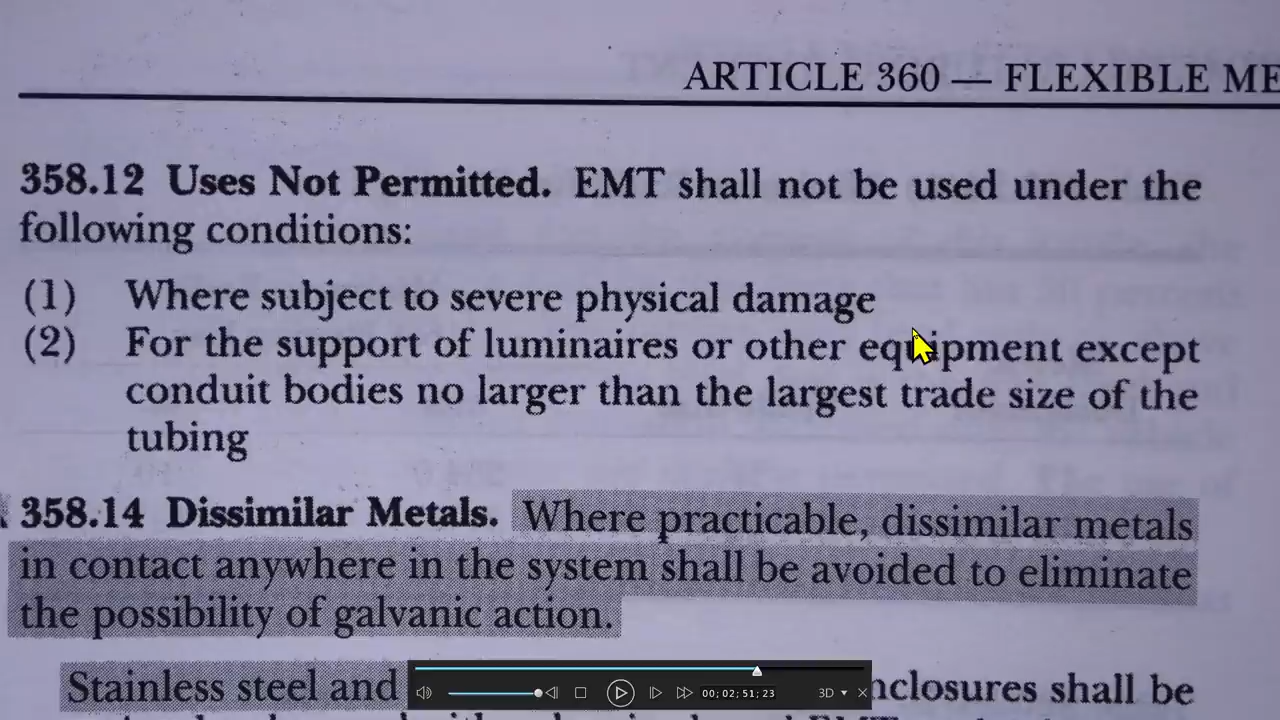 ARTICLE 360 — FLEXIBLE ME
358.12 Uses Not Permitted. EMT shall not be used under the
following conditions:
(1) Where subject to severe physical damage
(2) For the support of luminaires or other equipment except
conduit bodies no larger than the largest trade size of the
tubing
358.14 Dissimilar Metals. Where practicable, dissimilar metals
in contact anywhere in the system shall be avoided to eliminate
the possibility of galvanic action.
Stainless steel and nclosures shall be
00;02;51;23
3D